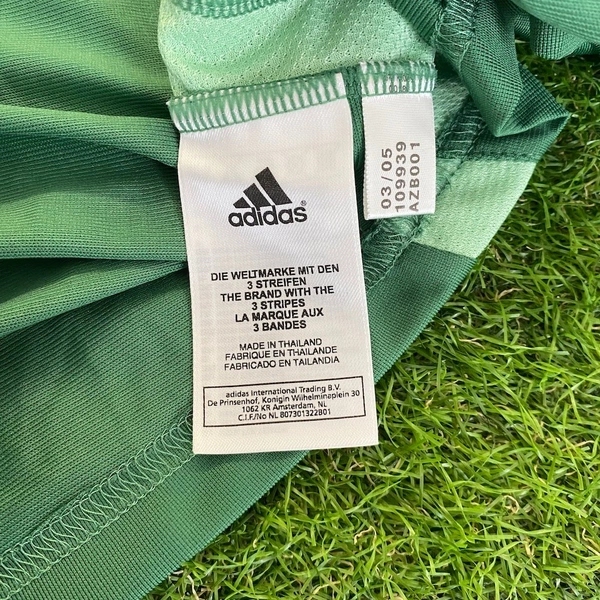 adidas
DIE WELTMARKE MIT DEN
3 STREIFEN
THE BRAND WITH THE
3 STRIPES
LA MARQUE AUX
3 BANDES
MADE IN THAILAND
FABRIQUE EN THAILANDE
FABRICADO EN TAILANDIA
adidas International Trading B.V.
De Prinsenhof, Konigin Wilhelmineplein 30
1062 KR Amsterdam, NL
C.I.F./No NL B07301322B01
03/05
109939
AZB001